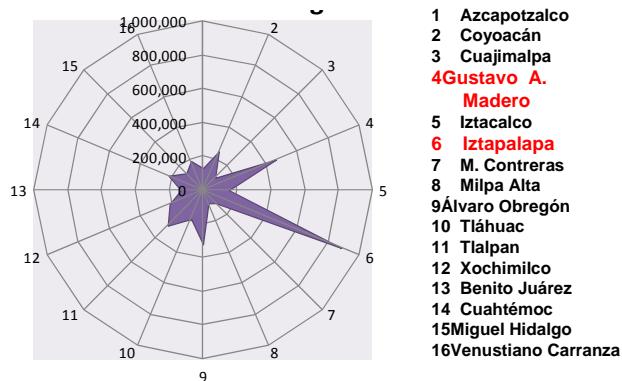 1,000,000
800,000
600,000
400,000
200,000
0
2
3
4
5
6
7
8
9
10
11
12
13
14
15
16
1 Azcapotzalco
2 Coyoacán
3 Cuajimalpa
4Gustavo A.
Madero
5 Iztacalco
6 Iztapalapa
7 M. Contreras
8 Milpa Alta
9Álvaro Obregón
10 Tláhuac
11 Tlalpan
12 Xochimilco
13 Benito Juárez
14 Cuahtémoc
15Miguel Hidalgo
16Venustiano Carranza